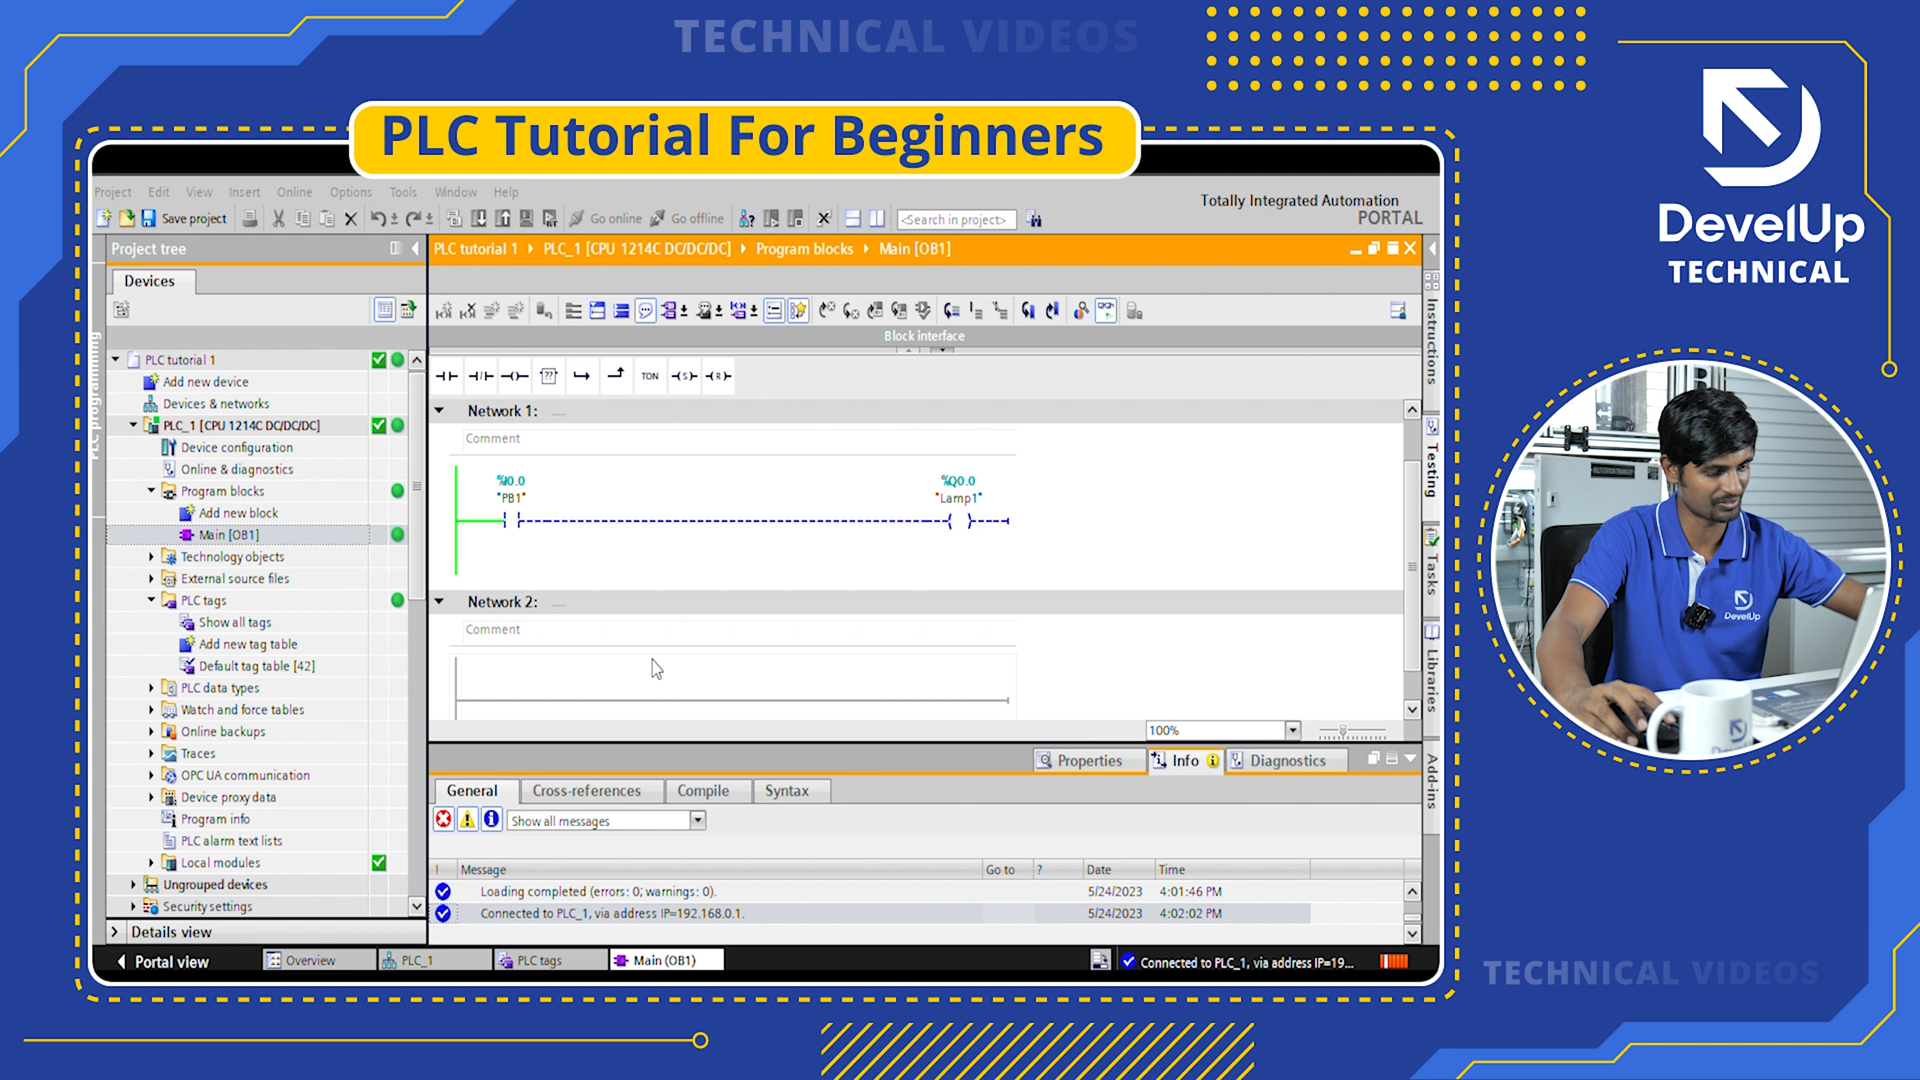 TECHNICAL VIDEOS
PLC Tutorial For Beginners
DevelUp
TECHNICAL
Project Edit View Insert Online Options Tools Window Help
Totally Integrated Automation
PORTAL
Save project
Go online
Go offline
<Search in project>
Project tree
PLC tutorial 1 PLC_1 [CPU 1214C DC/DC/DC] Program blocks Main [OB1]
Devices
Block interface
PLC programming
PLC tutorial 1
Add new device
Devices & networks
PLC_1 [CPU 1214C DC/DC/DC]
Device configuration
Online & diagnostics
Program blocks
Add new block
Main [OB1]
Technology objects
External source files
PLC tags
Show all tags
Add new tag table
Default tag table [42]
PLC data types
Watch and force tables
Online backups
Traces
OPC UA communication
Device proxy data
Program info
PLC alarm text lists
Local modules
Ungrouped devices
Security settings
Details view
?? TON (S) (R)
Network 1: .....
Comment
%I0.0
"PB1"
%Q0.0
"Lamp1"
Network 2: .....
Comment
100%
Instructions
Testing
Tasks
Libraries
Add-ins
Properties
Info
Diagnostics
General Cross-references Compile Syntax
Show all messages
! Message Go to ? Date Time
Loading completed (errors: 0; warnings: 0). 5/24/2023 4:01:46 PM
Connected to PLC_1, via address IP=192.168.0.1. 5/24/2023 4:02:02 PM
Portal view
Overview
PLC_1
PLC tags
Main (OB1)
Connected to PLC_1, via address IP=19...
DevelUp
TECHNICAL VIDEOS